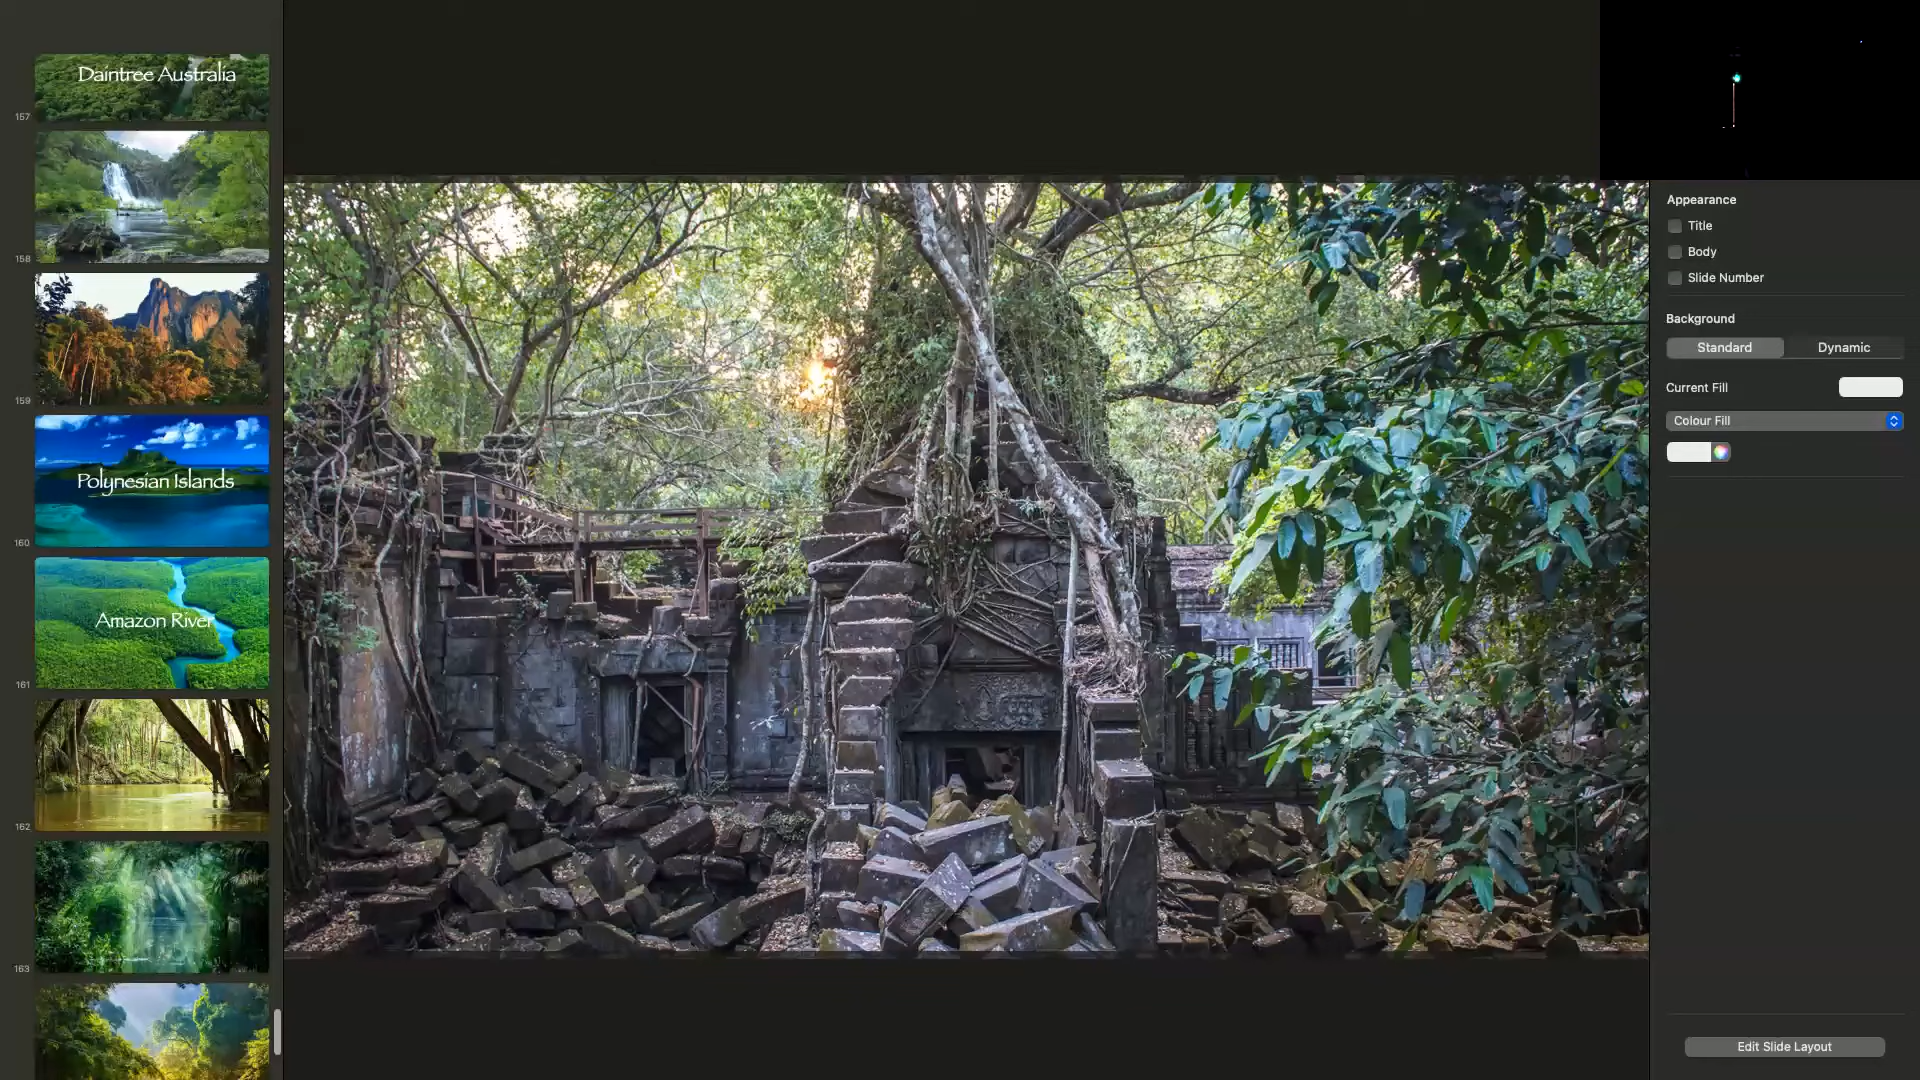 Daintree Australia
157
158
159
Polynesian Islands
160
Amazon River
161
162
163
Appearance
Title
Body
Slide Number
Background
Standard
Dynamic
Current Fill
Colour Fill
Edit Slide Layout